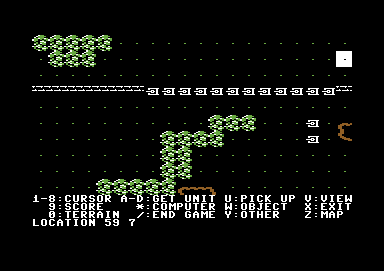 1-8:CURSOR A-D:GET UNIT U:PICK UP V:VIEW
9:SCORE *:COMPUTER W:OBJECT X:EXIT
0:TERRAIN /:END GAME Y:OTHER Z:MAP
LOCATION 59 7